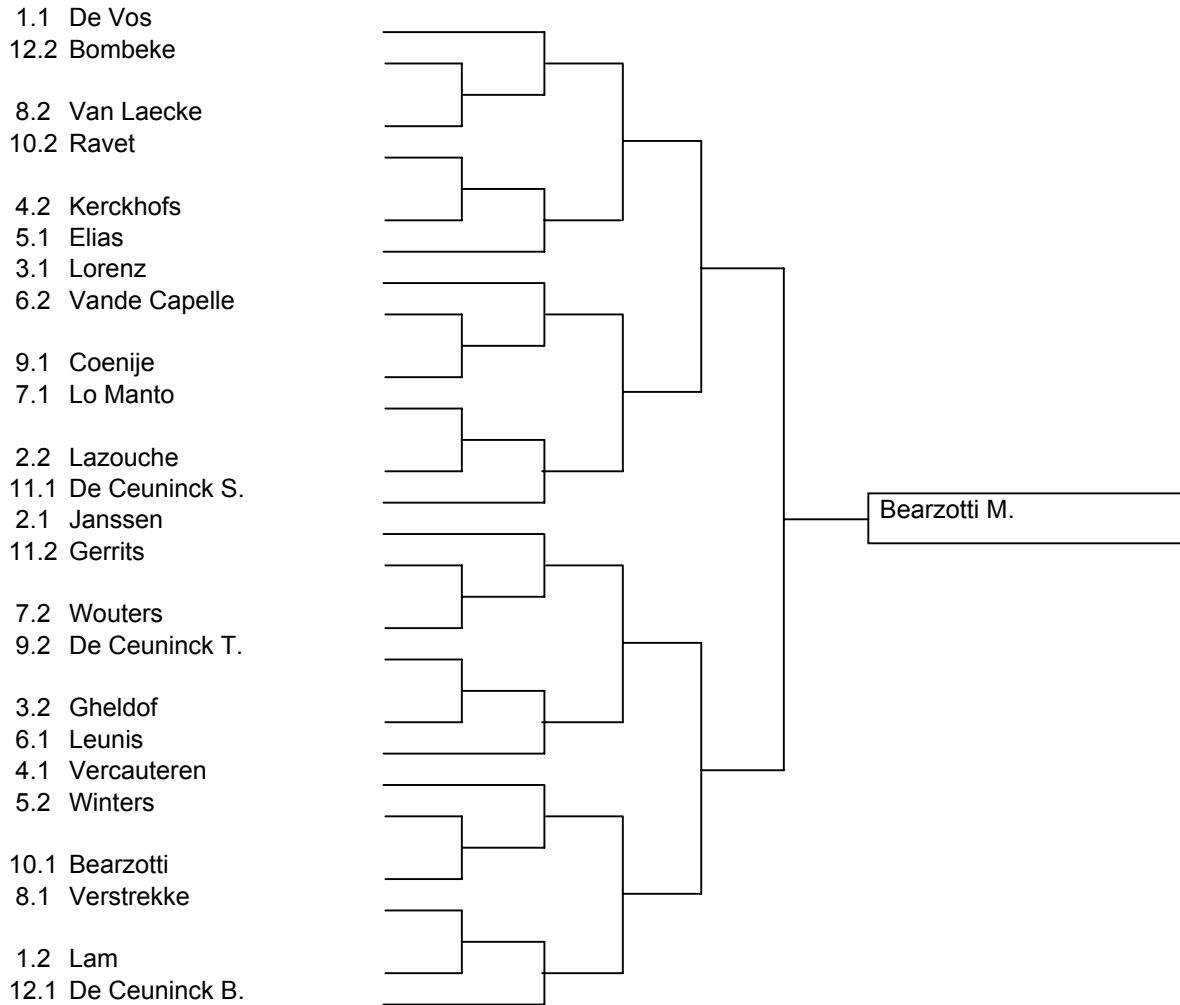 1.1 De Vos
12.2 Bombeke
8.2 Van Laecke
10.2 Ravet
4.2 Kerckhofs
5.1 Elias
3.1 Lorenz
6.2 Vande Capelle
9.1 Coenije
7.1 Lo Manto
2.2 Lazouche
11.1 De Ceuninck S.
2.1 Janssen
Bearzotti M.
11.2 Gerrits
7.2 Wouters
9.2 De Ceuninck T.
3.2 Gheldof
6.1 Leunis
4.1 Vercauteren
5.2 Winters
10.1 Bearzotti
8.1 Verstrekke
1.2 Lam
12.1 De Ceuninck B.